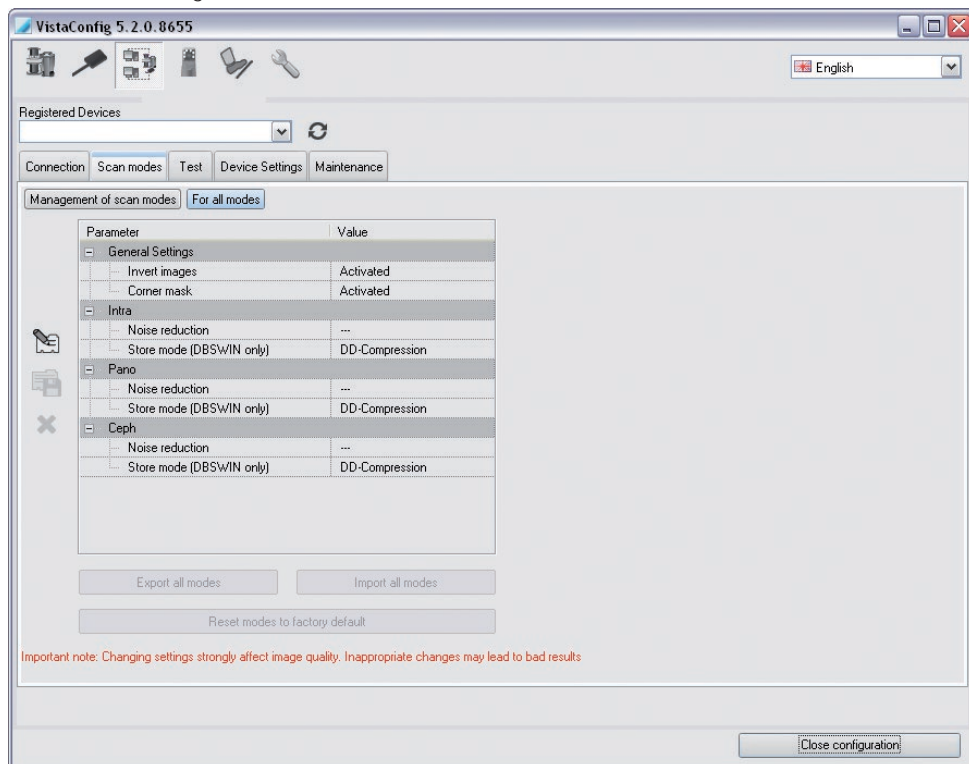 VistaConfig 5.2.0.8655
English
Registered Devices
Connection Scan modes Test Device Settings Maintenance
Management of scan modes For all modes
Parameter Value
General Settings
Invert images Activated
Corner mask Activated
Intra
Noise reduction ---
Store mode (DBSWIN only) DD-Compression
Pano
Noise reduction ---
Store mode (DBSWIN only) DD-Compression
Ceph
Noise reduction ---
Store mode (DBSWIN only) DD-Compression
Export all modes Import all modes
Reset modes to factory default
Important note: Changing settings strongly affect image quality. Inappropriate changes may lead to bad results
Close configuration